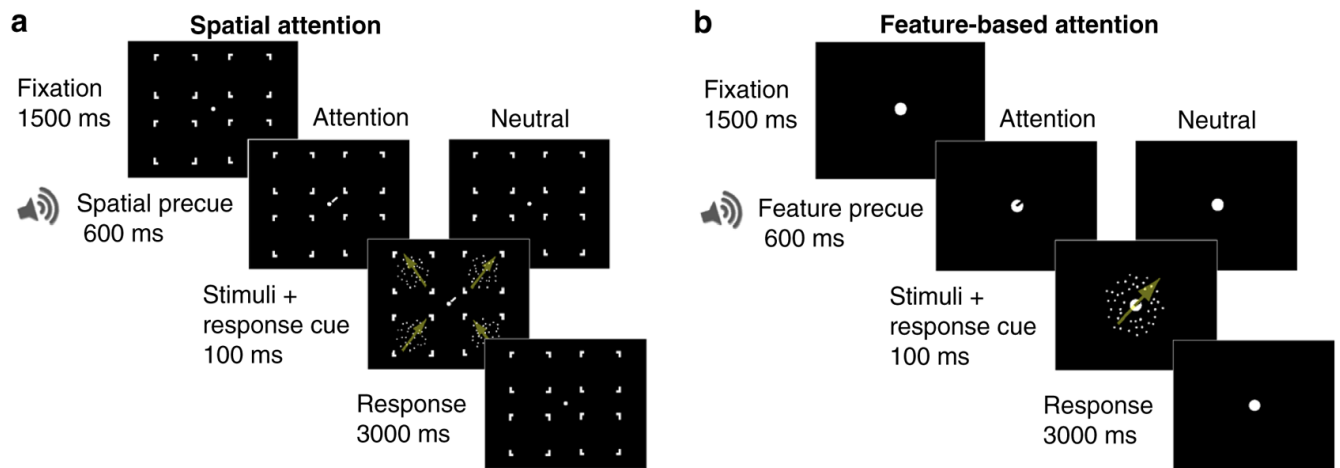 a
Spatial attention
Fixation
1500 ms
Attention
Neutral
Spatial precue
600 ms
Stimuli +
response cue
100 ms
Response
3000 ms
b
Feature-based attention
Fixation
1500 ms
Attention
Neutral
Feature precue
600 ms
Stimuli +
response cue
100 ms
Response
3000 ms